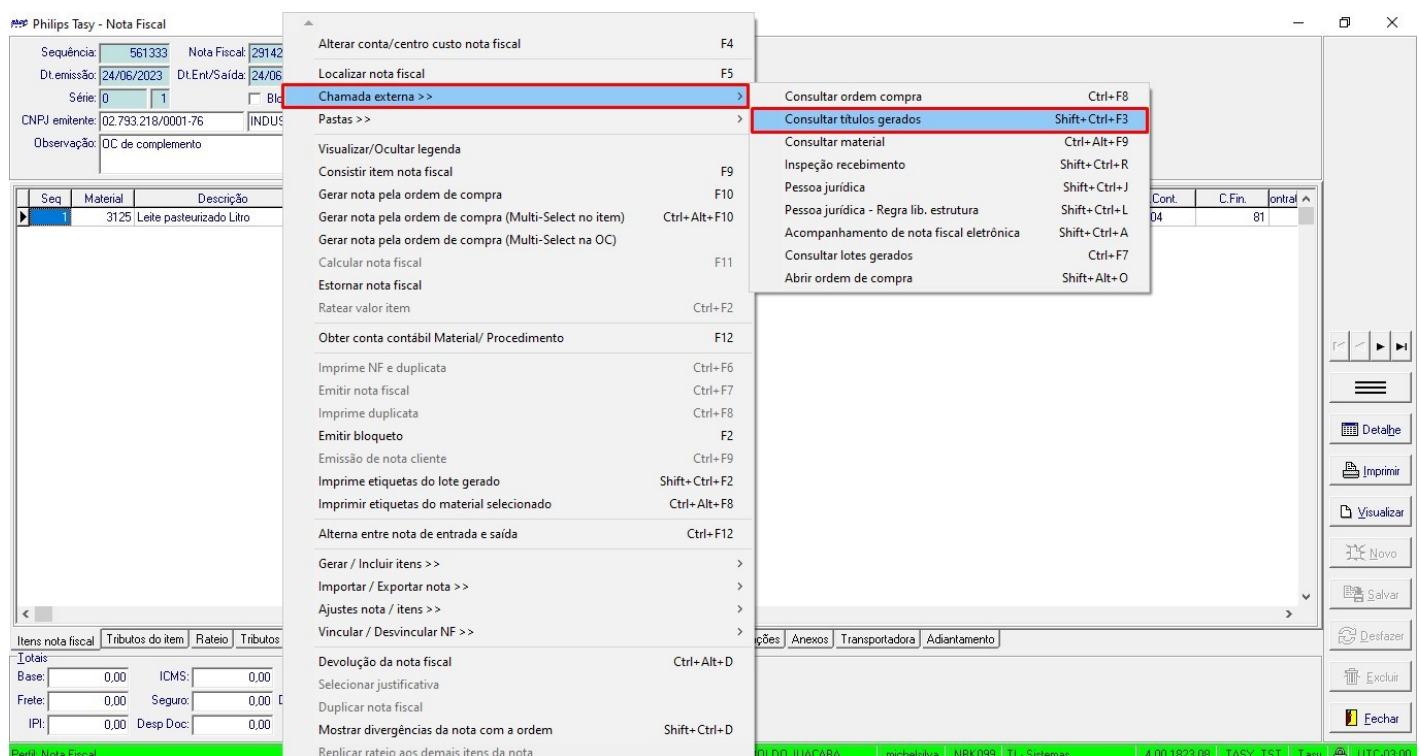 Philips Tasy - Nota Fiscal
Sequência: 561333 Nota Fiscal: 29142
Dt.emissão: 24/06/2023 Dt.Ent/Saída: 24/06
Série: 0 1
CNPJ emitente: 02.793.218/0001-76 INDUS
Observação: OC de complemento
Seq Material Descrição
1 3125 Leite pasteurizado Litro
Cont. C.Fin.
04 81
Alterar conta/centro custo nota fiscal F4
Localizar nota fiscal F5
Chamada externa >>
Pastas >>
Visualizar/Ocultar legenda
Consistir item nota fiscal F9
Gerar nota pela ordem de compra F10
Gerar nota pela ordem de compra (Multi-Select no item) Ctrl+Alt+F10
Gerar nota pela ordem de compra (Multi-Select na OC)
Calcular nota fiscal F11
Estornar nota fiscal
Ratear valor item Ctrl+F2
Obter conta contábil Material/ Procedimento F12
Imprime NF e duplicata Ctrl+F6
Emitir nota fiscal Ctrl+F7
Imprime duplicata Ctrl+F8
Emitir bloqueto F2
Emissão de nota cliente Ctrl+F9
Imprime etiquetas do lote gerado Shift+Ctrl+F2
Imprimir etiquetas do material selecionado Ctrl+Alt+F8
Alterna entre nota de entrada e saída Ctrl+F12
Gerar / Incluir itens >>
Importar / Exportar nota >>
Ajustes nota / itens >>
Vincular / Desvincular NF >>
Devolução da nota fiscal Ctrl+Alt+D
Selecionar justificativa
Duplicar nota fiscal
Mostrar divergências da nota com a ordem Shift+Ctrl+D
Replicar rateio aos demais itens da nota
Consultar ordem compra Ctrl+F8
Consultar títulos gerados Shift+Ctrl+F3
Consultar material Ctrl+Alt+F9
Inspeção recebimento Shift+Ctrl+R
Pessoa jurídica Shift+Ctrl+J
Pessoa jurídica - Regra lib. estrutura Shift+Ctrl+L
Acompanhamento de nota fiscal eletrônica Shift+Ctrl+A
Consultar lotes gerados Ctrl+F7
Abrir ordem de compra Shift+Alt+O
Detalhe
Imprimir
Visualizar
Novo
Salvar
Desfazer
Excluir
Fechar
Itens nota fiscal Tributos do item Rateio Tributos
Anexos Transportadora Adiantamento
Totais
Base: 0,00 ICMS: 0,00
Frete: 0,00 Seguro: 0,00
IPI: 0,00 Desp Doc: 0,00
Perfil: Nota Fiscal
michelsilva NBK099 TI - Sistemas 4.00.1823.08 TASY_TST Tasy UTC-03:00